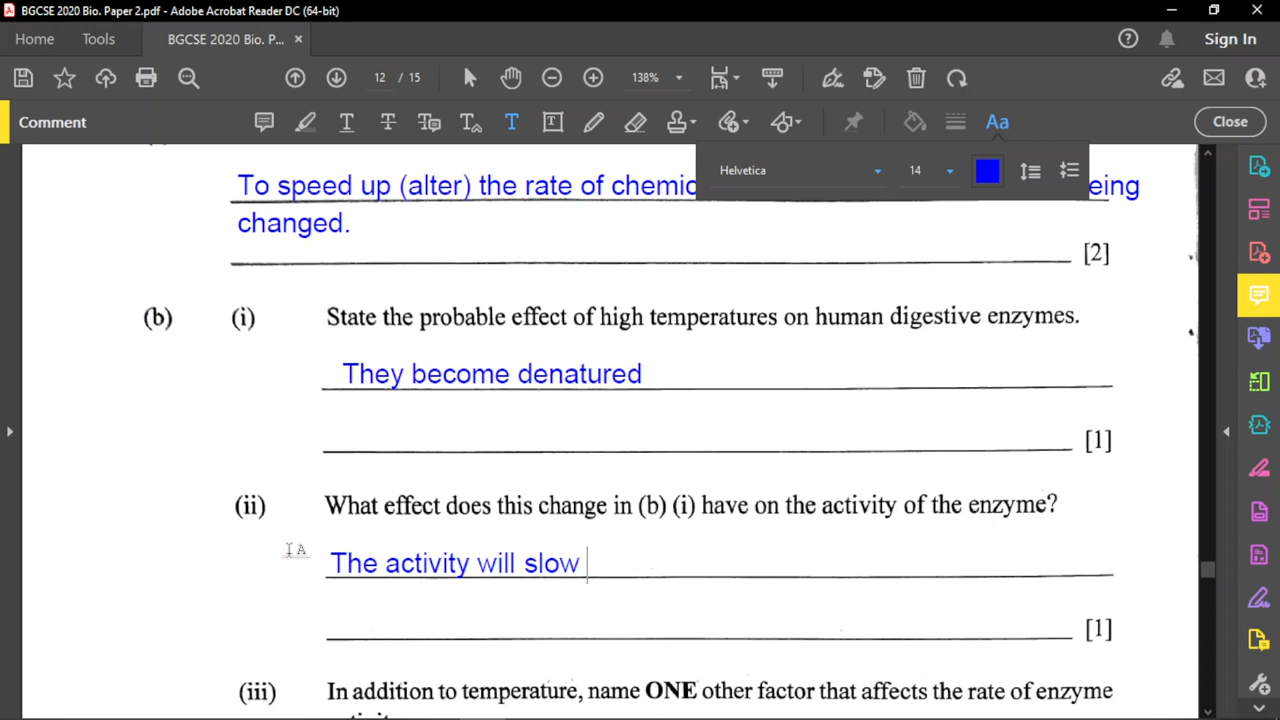 BGCSE 2020 Bio. Paper 2.pdf - Adobe Acrobat Reader DC (64-bit)
Home Tools BGCSE 2020 Bio. P... × Sign In
12 / 15 138%
Comment Close
Helvetica 14
To speed up (alter) the rate of being
changed.
[2]
(b) (i) State the probable effect of high temperatures on human digestive enzymes.
They become denatured
[1]
(ii) What effect does this change in (b) (i) have on the activity of the enzyme?
The activity will slow
[1]
(iii) In addition to temperature, name ONE other factor that affects the rate of enzyme